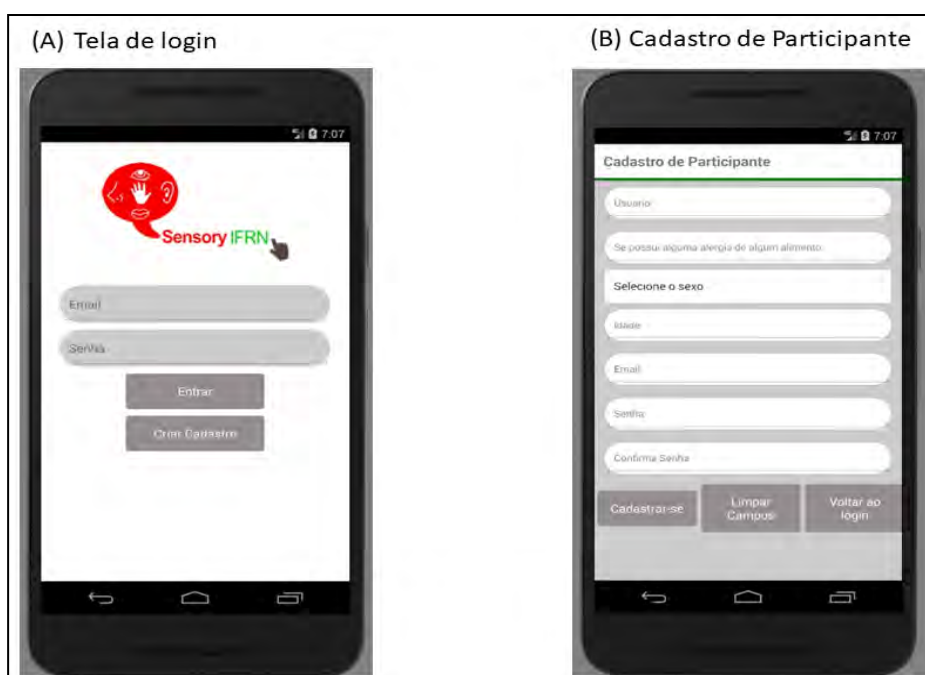 (A) Tela de login
7:07
Sensory IFRN
Email
Senha
Entrar
Criar Cadastro
(B) Cadastro de Participante
7:07
Cadastro de Participante
Usuario
Se possui alguma alergia de algum alimento
Selecione o sexo
Idade
Email
Senha
Confirma Senha
Cadastrar-se
Limpar
Campos
Voltar ao
login